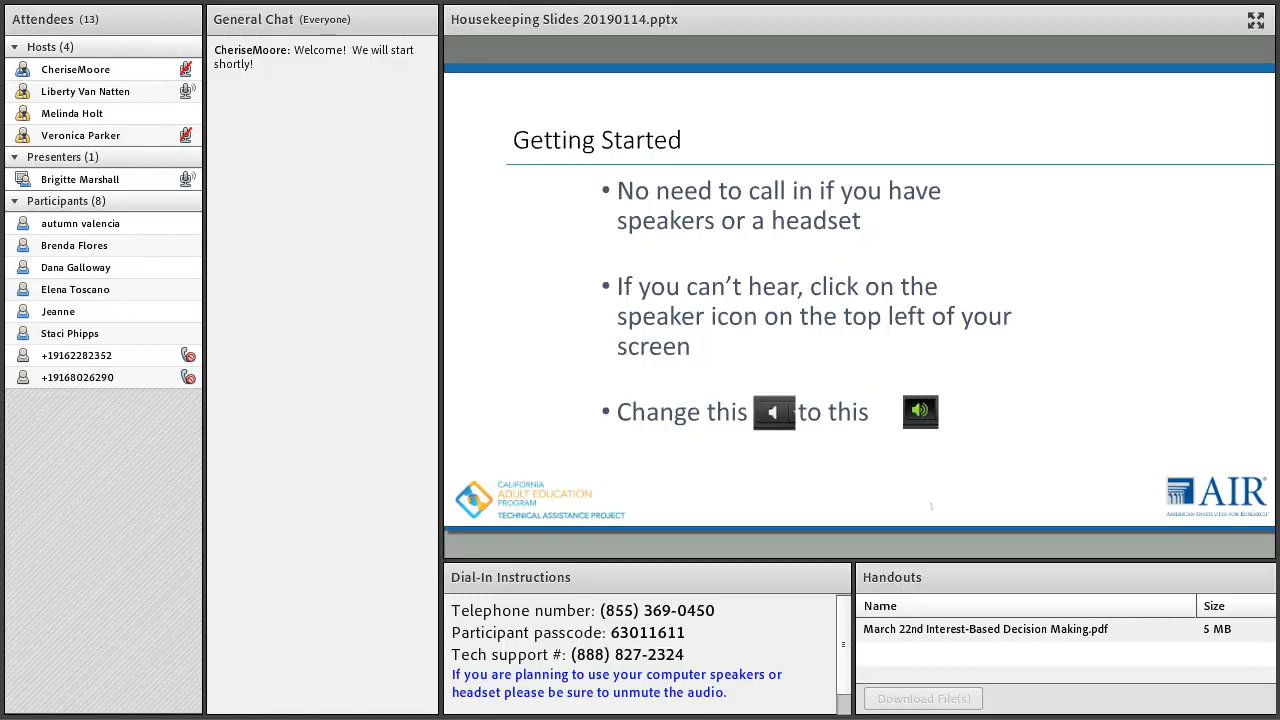 Attendees (13)
Hosts (4)
CheriseMoore
Liberty Van Natten
Melinda Holt
Veronica Parker
Presenters (1)
Brigitte Marshall
Participants (8)
autumn valencia
Brenda Flores
Dana Galloway
Elena Toscano
Jeanne
Staci Phipps
+19162282352
+19168026290
General Chat (Everyone)
CheriseMoore: Welcome! We will start
shortly!
Housekeeping Slides 20190114.pptx
Getting Started
• No need to call in if you have
speakers or a headset
• If you can’t hear, click on the
speaker icon on the top left of your
screen
• Change this to this
CALIFORNIA
ADULT EDUCATION
PROGRAM
TECHNICAL ASSISTANCE PROJECT
1
AIR®
AMERICAN INSTITUTES FOR RESEARCH
Dial-In Instructions
Telephone number: (855) 369-0450
Participant passcode: 63011611
Tech support #: (888) 827-2324
If you are planning to use your computer speakers or
headset please be sure to unmute the audio.
Handouts
Name Size
March 22nd Interest-Based Decision Making.pdf 5 MB
Download File(s)